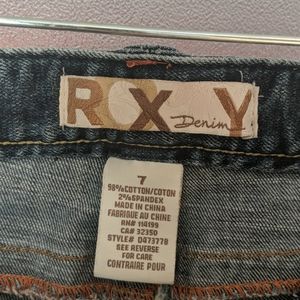 ROXY
Denim
7
98%COTTON/COTON
2%SPANDEX
MADE IN CHINA
FABRIQUE AU CHINE
RN# 114199
CA# 32350
STYLE# D873778
SEE REVERSE
FOR CARE
CONTRAIRE POUR